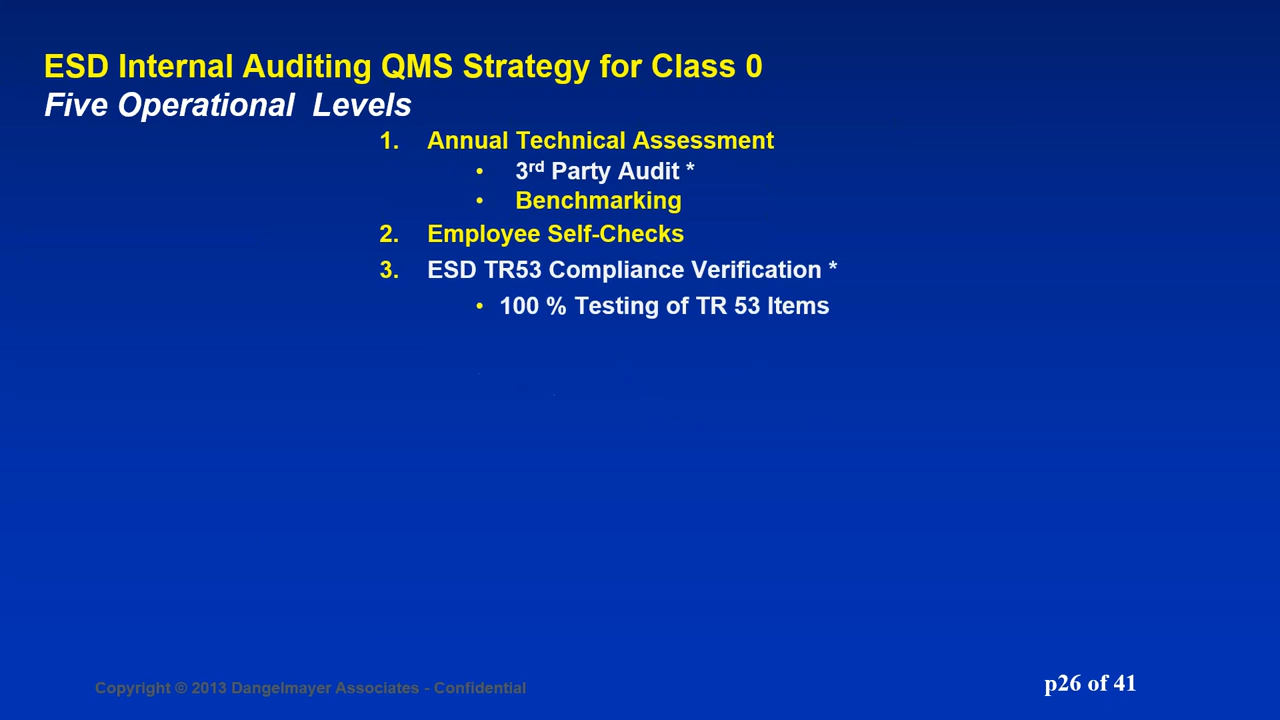 ESD Internal Auditing QMS Strategy for Class 0
Five Operational Levels
1. Annual Technical Assessment
• 3rd Party Audit *
• Benchmarking
2. Employee Self-Checks
3. ESD TR53 Compliance Verification *
• 100 % Testing of TR 53 Items
Copyright © 2013 Dangelmayer Associates - Confidential
p26 of 41